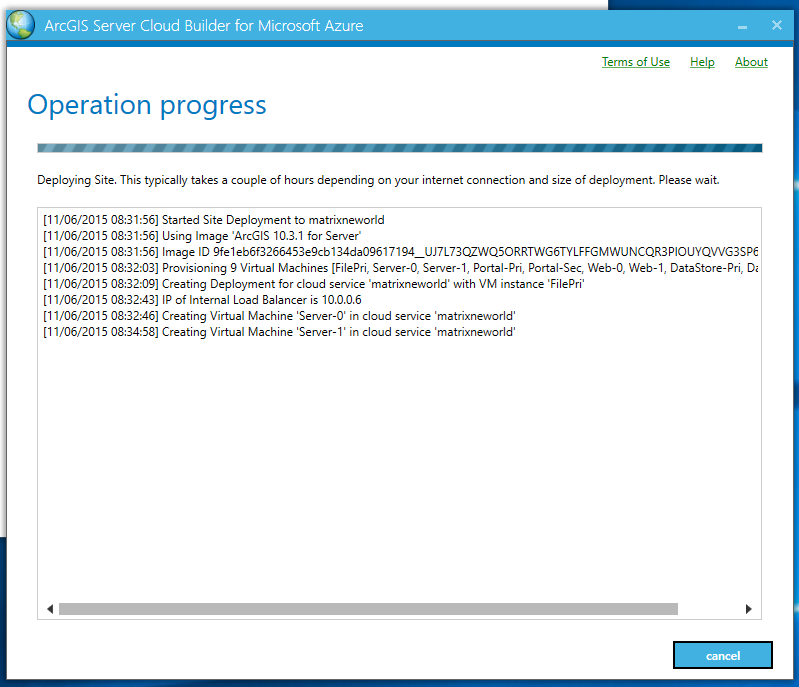 ArcGIS Server Cloud Builder for Microsoft Azure
Terms of Use Help About
Operation progress
Deploying Site. This typically takes a couple of hours depending on your internet connection and size of deployment. Please wait.
[11/06/2015 08:31:56] Started Site Deployment to matrixneworld
[11/06/2015 08:31:56] Using Image 'ArcGIS 10.3.1 for Server'
[11/06/2015 08:31:56] Image ID 9fe1eb6f3266453e9cb134da09617194__UJ7L73QZWQ5ORRTWG6TYLFFGMWUNCQR3PIOUYQVVG3SP6
[11/06/2015 08:32:03] Provisioning 9 Virtual Machines [FilePri, Server-0, Server-1, Portal-Pri, Portal-Sec, Web-0, Web-1, DataStore-Pri, Da
[11/06/2015 08:32:09] Creating Deployment for cloud service 'matrixneworld' with VM instance 'FilePri'
[11/06/2015 08:32:43] IP of Internal Load Balancer is 10.0.0.6
[11/06/2015 08:32:46] Creating Virtual Machine 'Server-0' in cloud service 'matrixneworld'
[11/06/2015 08:34:58] Creating Virtual Machine 'Server-1' in cloud service 'matrixneworld'
cancel